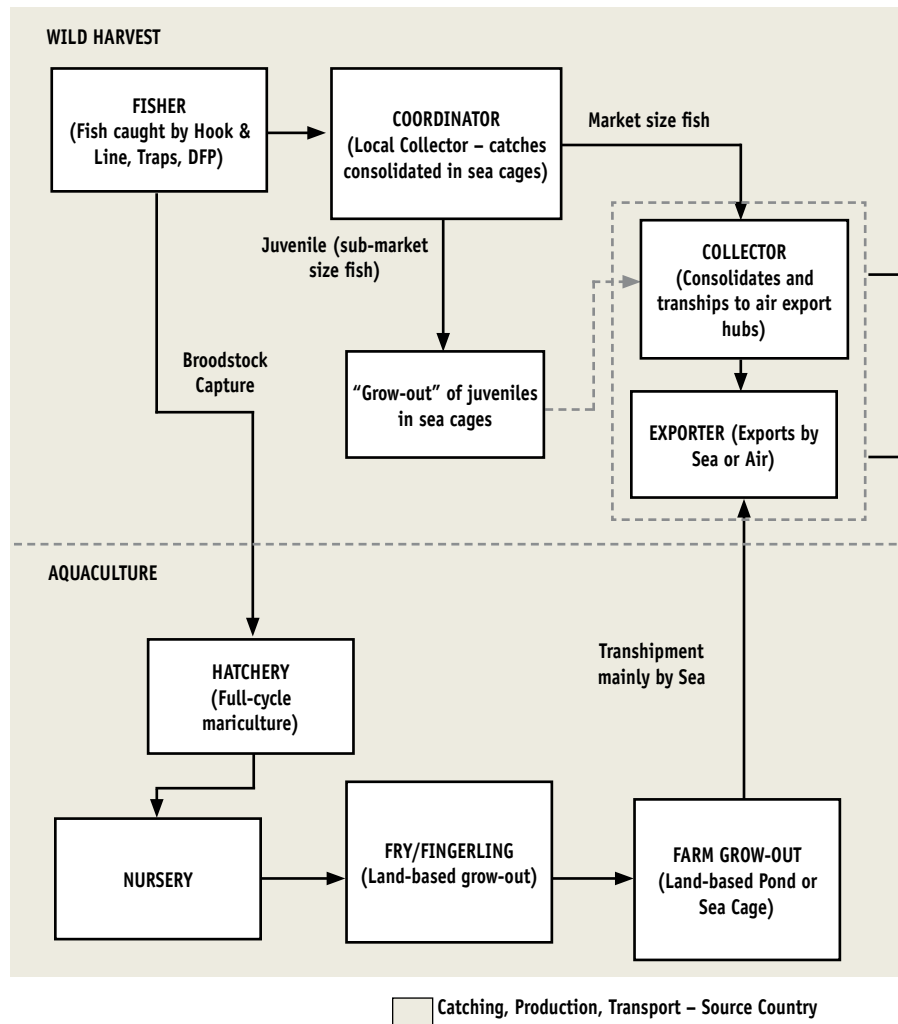 WILD HARVEST
FISHER
(Fish caught by Hook &
Line, Traps, DFP)
COORDINATOR
(Local Collector – catches
consolidated in sea cages)
Market size fish
Juvenile (sub-market
size fish)
COLLECTOR
(Consolidates and
tranships to air export
hubs)
Broodstock
Capture
“Grow-out” of juveniles
in sea cages
EXPORTER (Exports by
Sea or Air)
AQUACULTURE
HATCHERY
(Full-cycle
mariculture)
Transhipment
mainly by Sea
NURSERY
FRY/FINGERLING
(Land-based grow-out)
FARM GROW-OUT
(Land-based Pond or
Sea Cage)
Catching, Production, Transport – Source Country